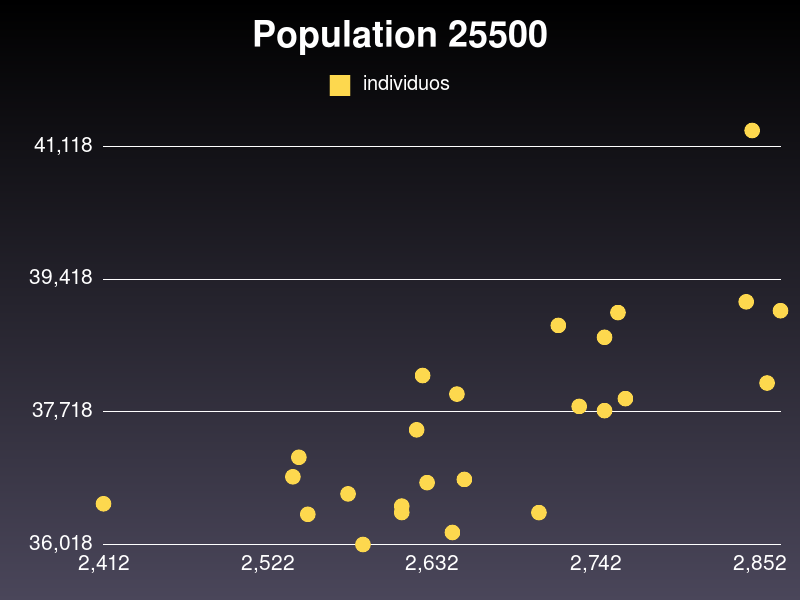 Population 25500
individuos
41,118
39,418
37,718
36,018
2,412 2,522 2,632 2,742 2,852